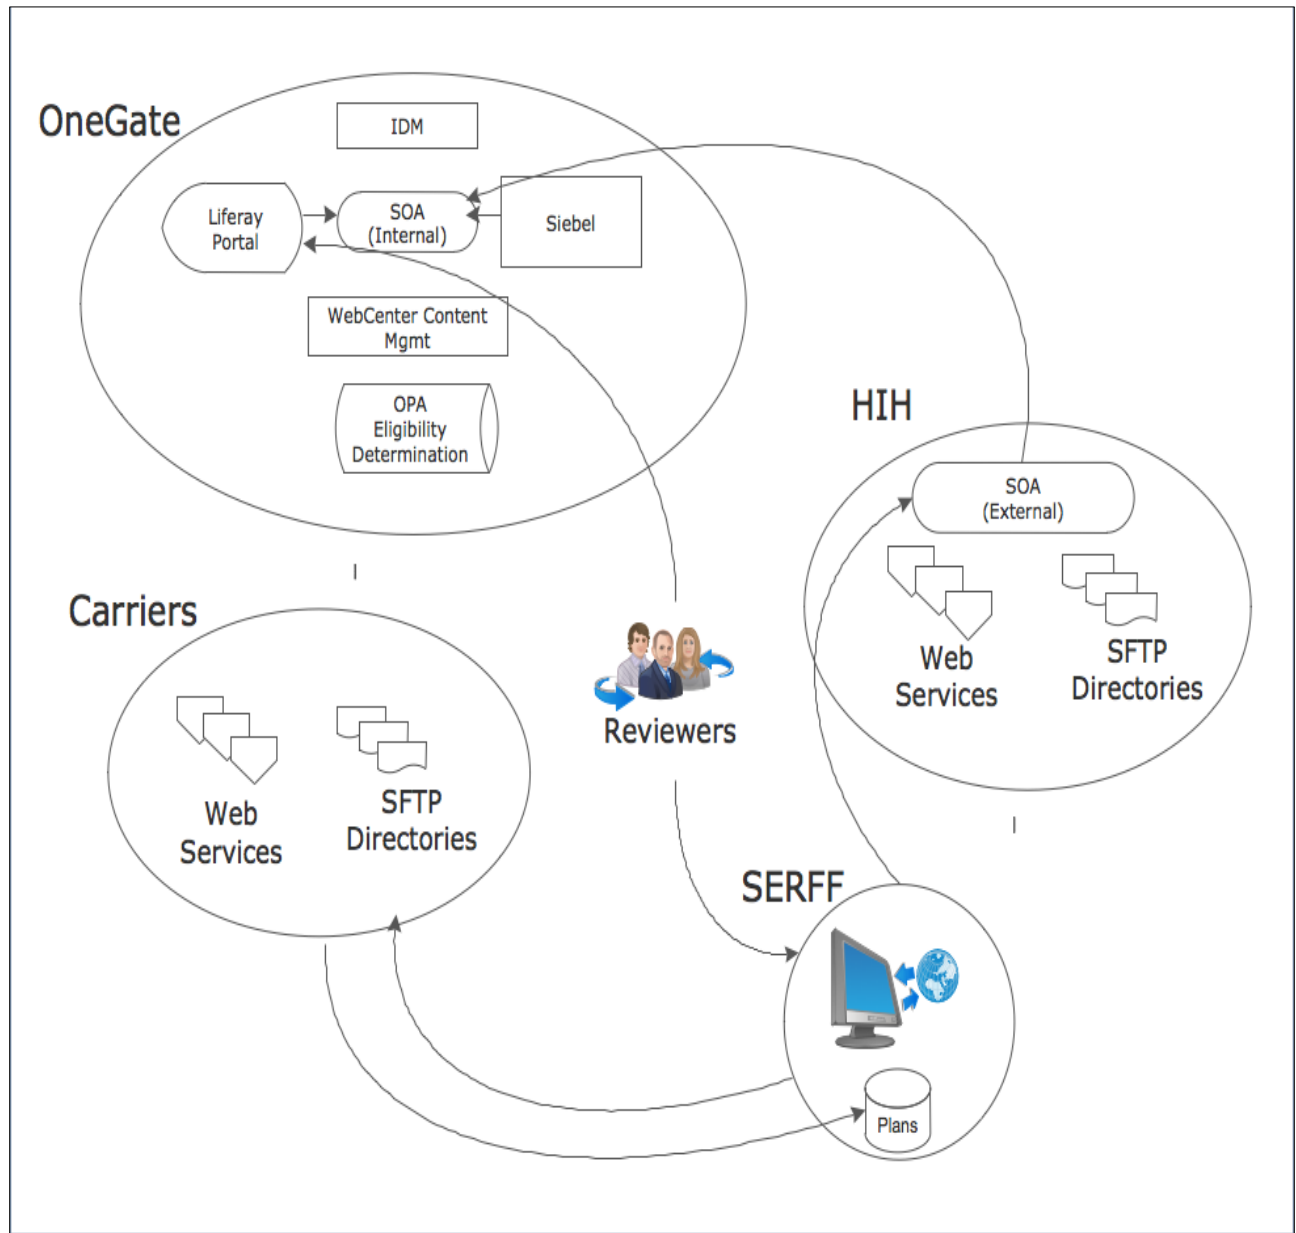 OneGate
IDM
Liferay
Portal
SOA
(Internal)
Siebel
WebCenter Content
Mgmt
OPA
Eligibility
Determination
HIH
SOA
(External)
Web
Services
SFTP
Directories
Carriers
Web
Services
SFTP
Directories
Reviewers
SERFF
Plans